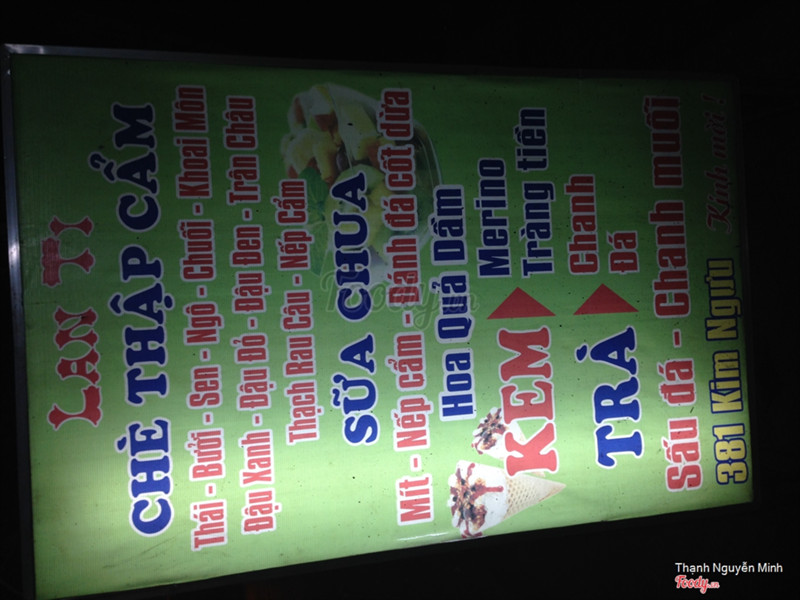 LAN TI
CHÈ THẬP CẨM
Thái - Bưởi - Sen - Ngô - Chuối - Khoai Môn
Đậu Xanh - Đậu Đỏ - Đậu Đen - Trân Châu
Thạch Rau Câu - Nếp Cẩm
SỮA CHUA
Mít - Nếp cẩm - đánh đá cốt dừa
Hoa Quả Dầm
KEM Merino
Tràng tiền
TRÀ Chanh
Đá
Sấu đá - Chanh muối
381 Kim Ngưu Kính mời!
Foody.vn
Thạnh Nguyễn Minh
Foody.vn